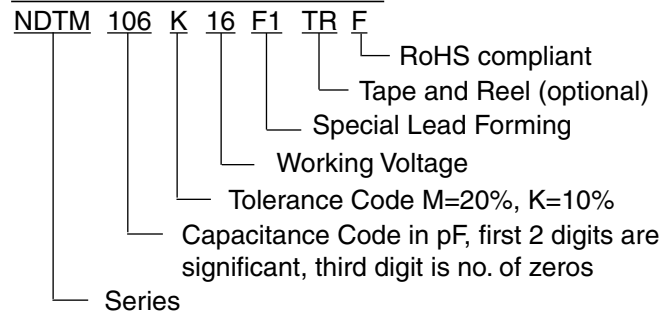 NDTM 106 K 16 F1 TR F
RoHS compliant
Tape and Reel (optional)
Special Lead Forming
Working Voltage
Tolerance Code M=20%, K=10%
Capacitance Code in pF, first 2 digits are
significant, third digit is no. of zeros
Series